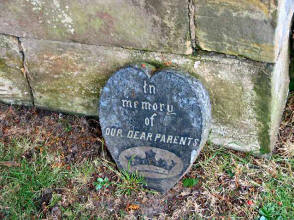 In
memory
of
OUR DEAR PARENTS